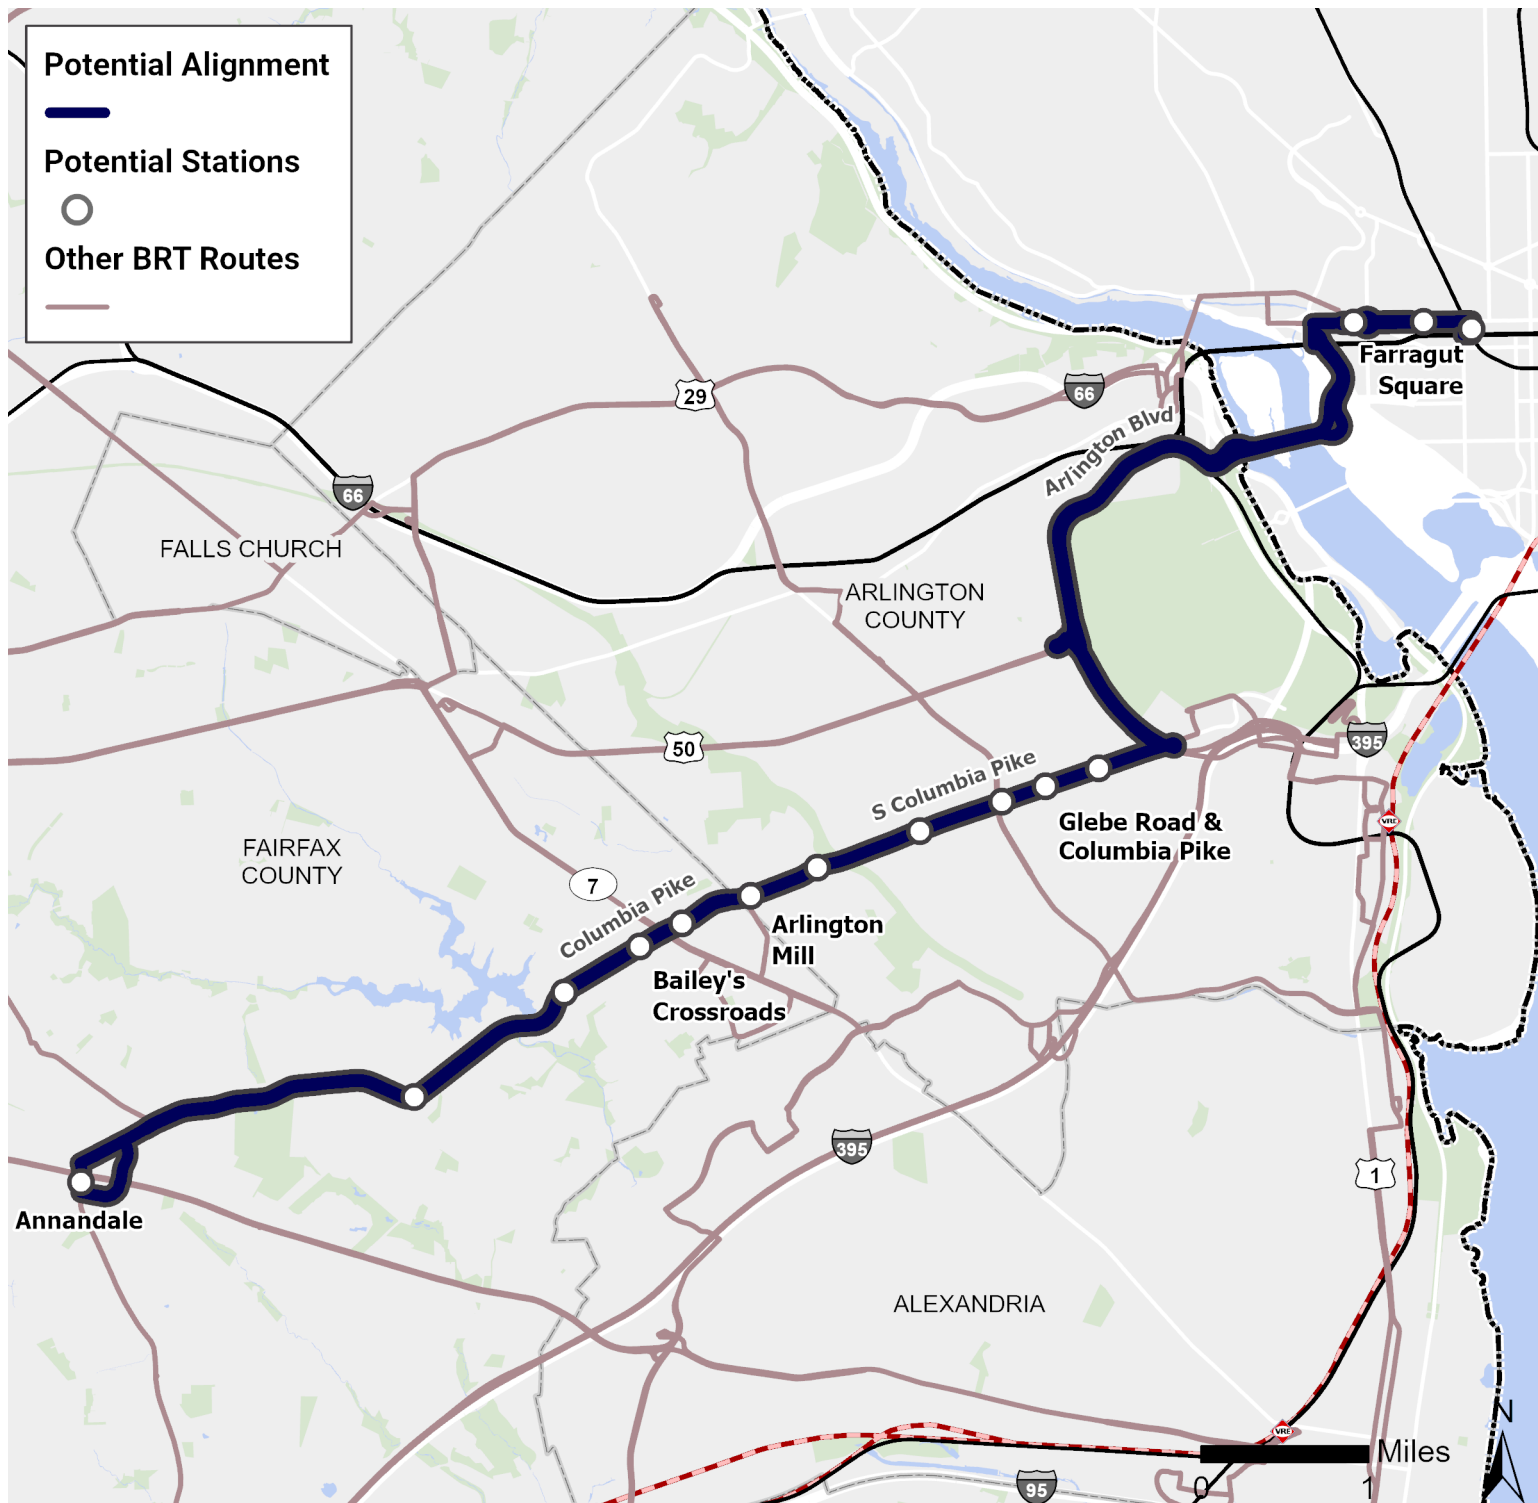 Potential Alignment
Potential Stations
Other BRT Routes
Farragut
Square
29
66
Arlington Blvd
66
FALLS CHURCH
ARLINGTON
COUNTY
50
395
S Columbia Pike
Glebe Road &
Columbia Pike
VRE
FAIRFAX
COUNTY
7
Columbia Pike
Arlington
Mill
Bailey's
Crossroads
395
1
Annandale
ALEXANDRIA
N
VRE
Miles
0 1
95